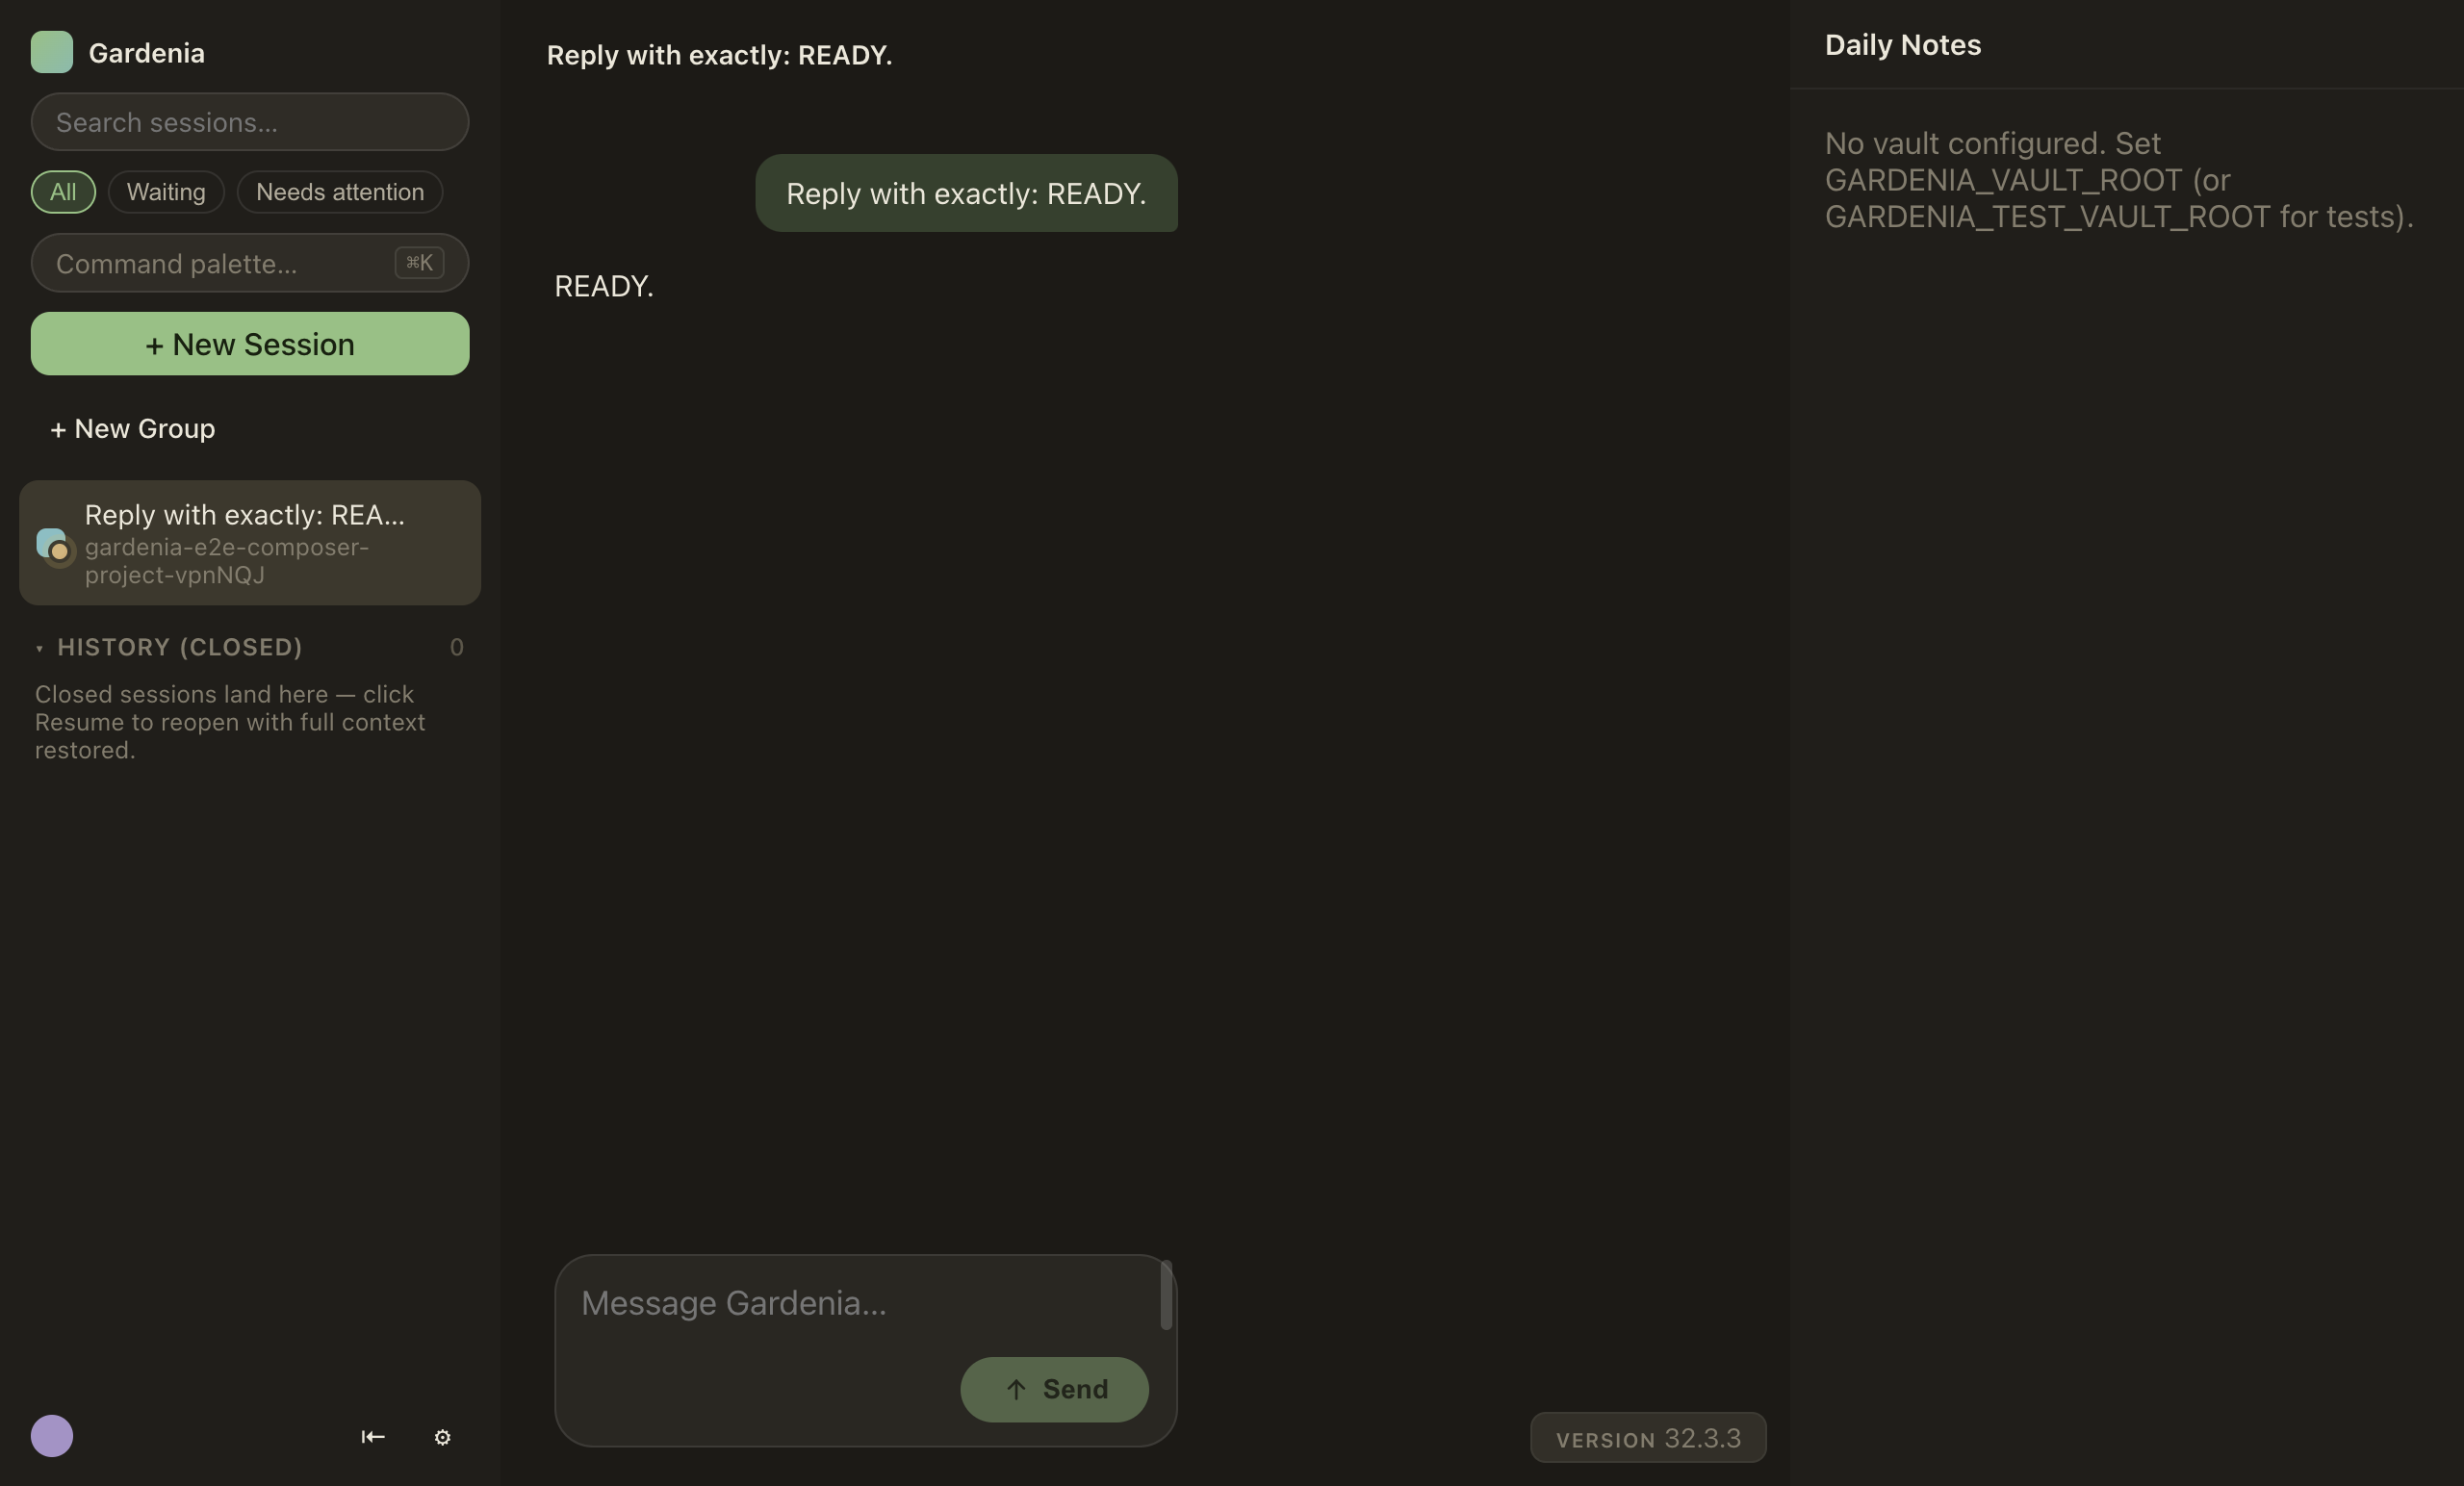 Gardenia
Search sessions...
All
Waiting
Needs attention
Command palette...
⌘K
+ New Session
+ New Group
Reply with exactly: REA...
gardenia-e2e-composer-
project-vpnNQJ
HISTORY (CLOSED)
0
Closed sessions land here — click
Resume to reopen with full context
restored.
Reply with exactly: READY.
Reply with exactly: READY.
READY.
Message Gardenia...
Send
VERSION 32.3.3
Daily Notes
No vault configured. Set
GARDENIA_VAULT_ROOT (or
GARDENIA_TEST_VAULT_ROOT for tests).